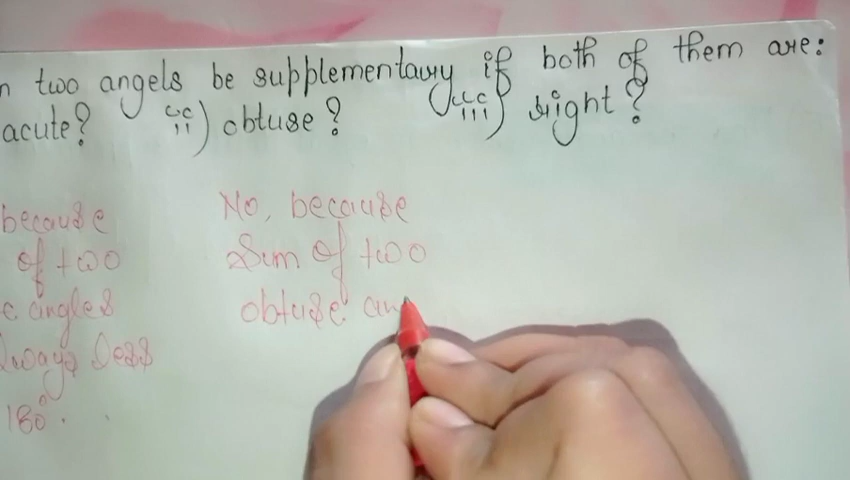 n two angels be supplementary if both of them are:
acute? ii) obtuse? iii) right?
because
of two
c angles
always less
180°.
No, because
Sum of two
obtuse an